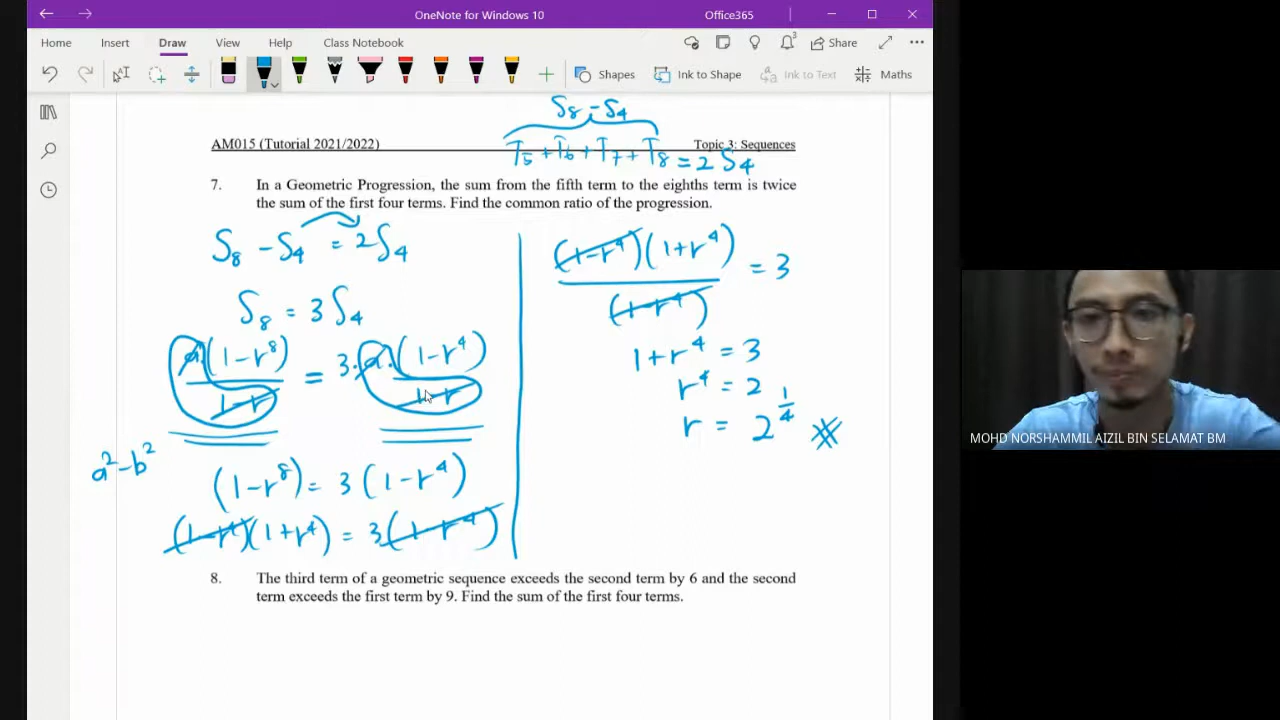 OneNote for Windows 10
Office365
Home Insert Draw View Help Class Notebook
Share
Shapes Ink to Shape Ink to Text Maths
S₈ - S₄
AM015 (Tutorial 2021/2022) Topic 3: Sequences
T₅ + T₆ + T₇ + T₈ = 2 S₄
7. In a Geometric Progression, the sum from the fifth term to the eighths term is twice
the sum of the first four terms. Find the common ratio of the progression.
S₈ - S₄ = 2S₄
S₈ = 3 S₄
a(1-r⁸)/1-r = 3·a·(1-r⁴)/1-r
a²-b²
(1-r⁸) = 3 (1-r⁴)
(1-r⁴)(1+r⁴) = 3(1-r⁴)
(1-r⁴)(1+r⁴)/(1-r⁴) = 3
1+r⁴ = 3
r⁴ = 2
r = 2^1/4
8. The third term of a geometric sequence exceeds the second term by 6 and the second
term exceeds the first term by 9. Find the sum of the first four terms.
MOHD NORSHAMMIL AIZIL BIN SELAMAT BM